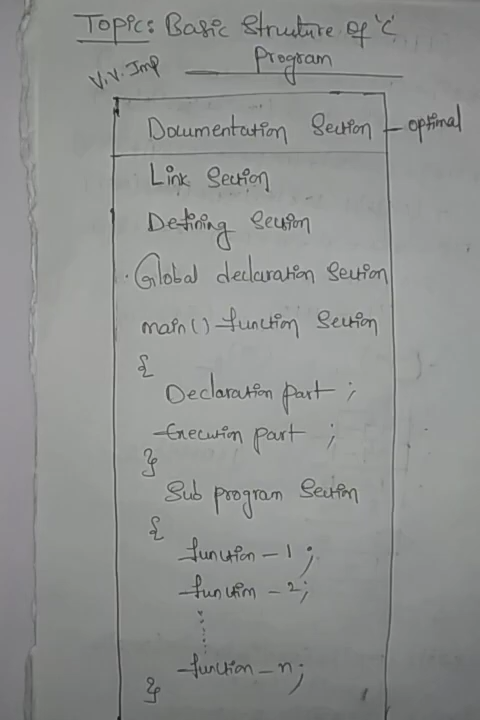 Topic: Basic Structure of 'C'
Program
V.V.Imp
Documentation Section - optimal
Link Section
Defining Section
Global declaration Section
main() function Section
{
Declaration part ;
Execution part ;
}
Sub program Section
{
function - 1 ;
function - 2 ;
......
function - n;
}